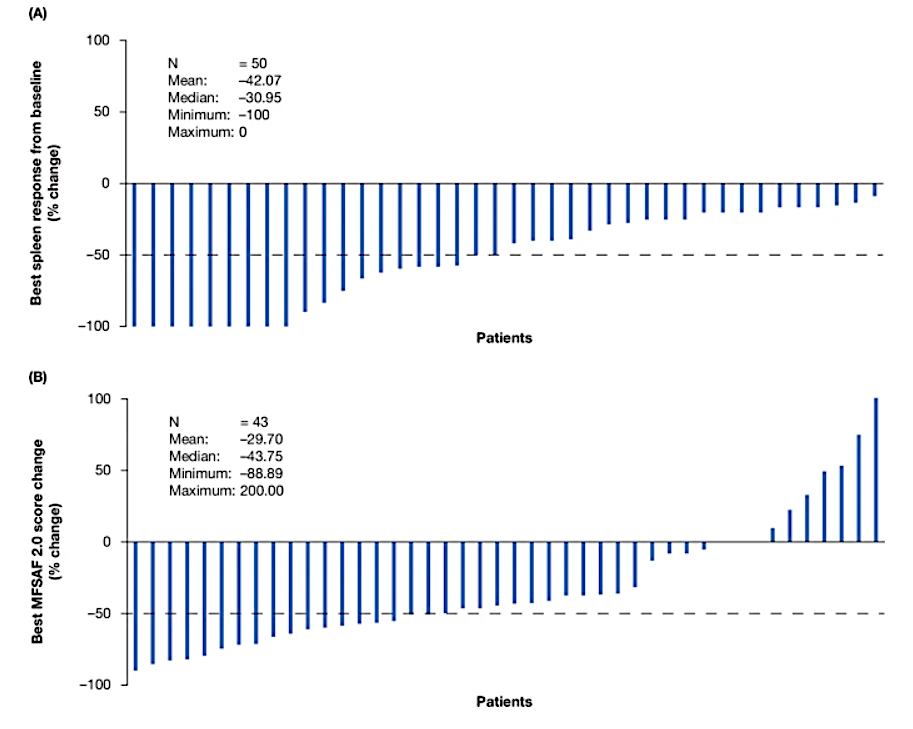 (A)
Best spleen response from baseline
(% change)
100
50
0
−50
−100
N = 50
Mean: −42.07
Median: −30.95
Minimum: −100
Maximum: 0
Patients
(B)
Best MFSAF 2.0 score change
(% change)
100
50
0
−50
−100
N = 43
Mean: −29.70
Median: −43.75
Minimum: −88.89
Maximum: 200.00
Patients